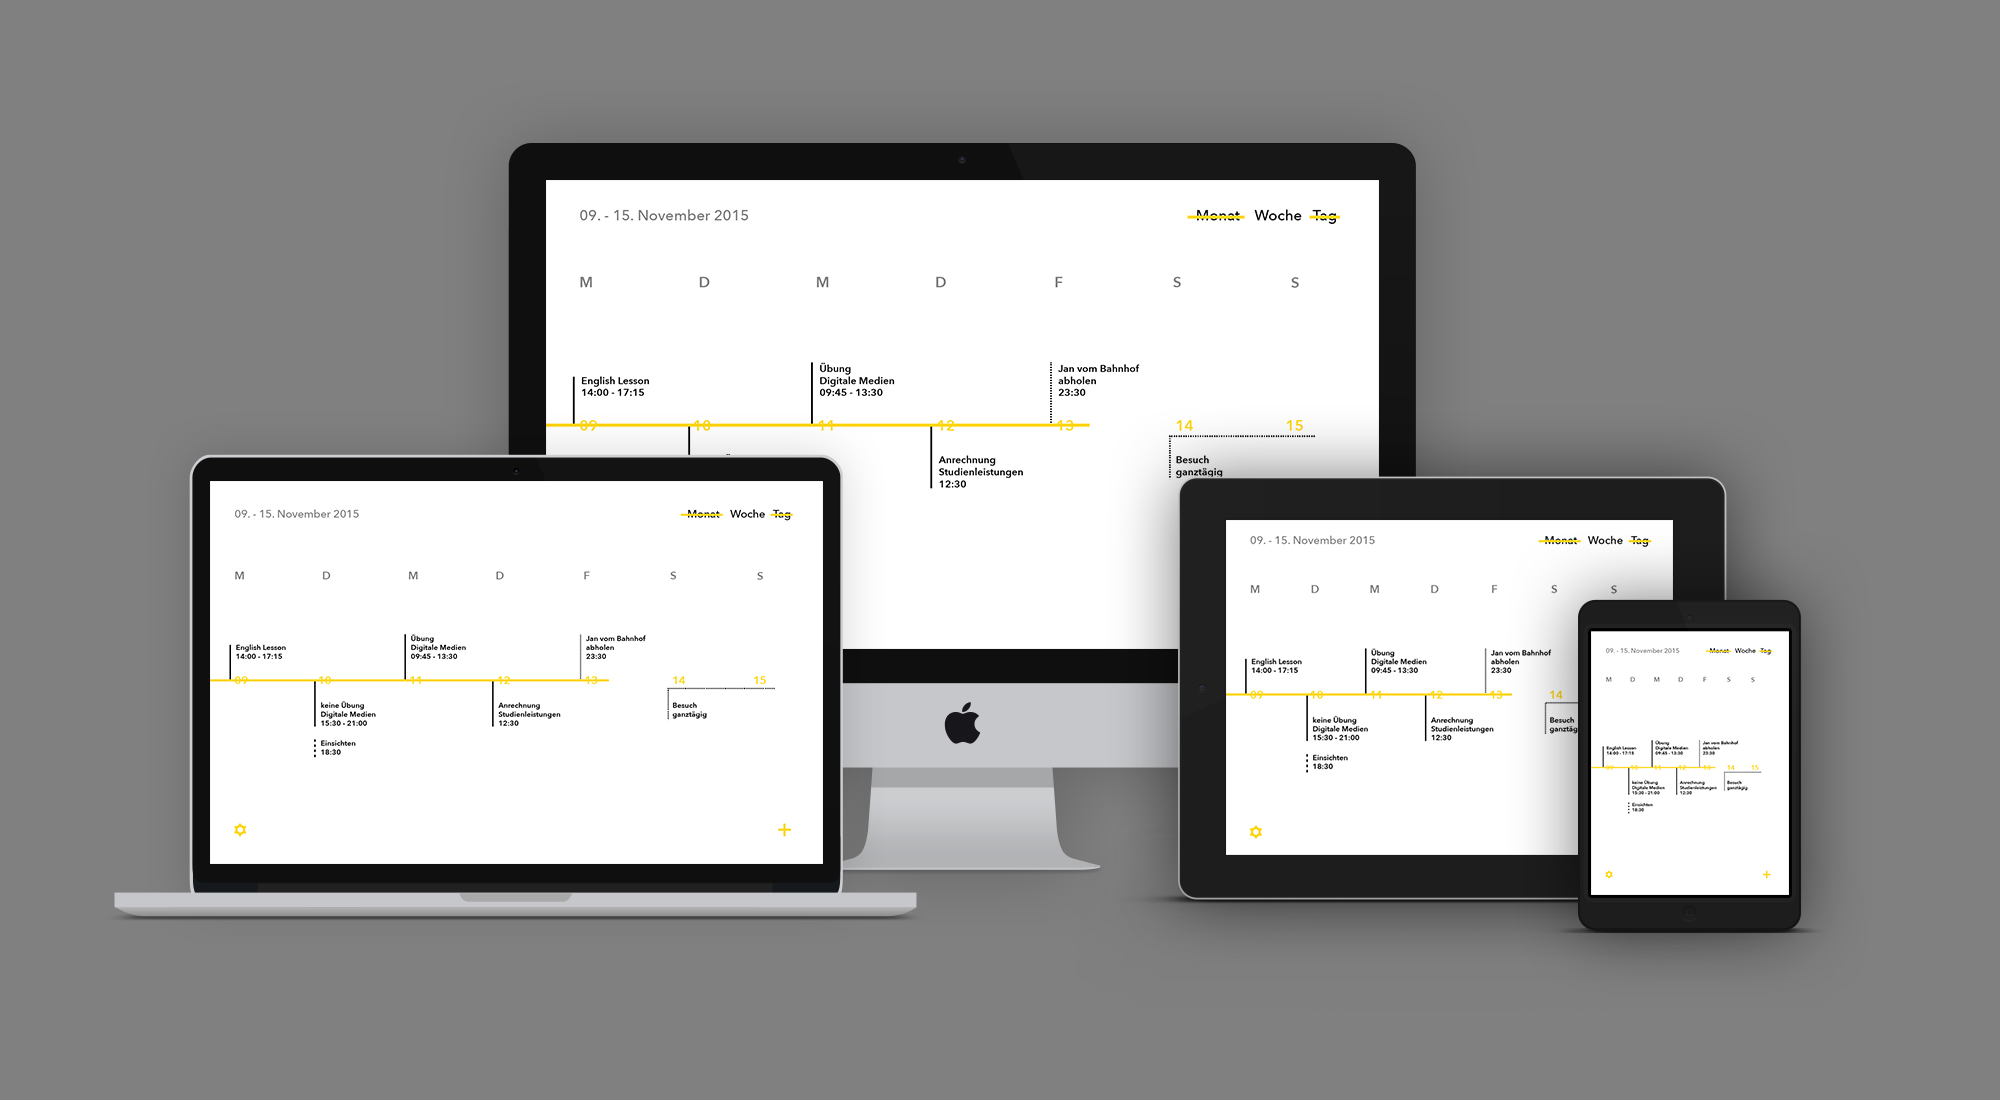 09. - 15. November 2015
Monat Woche Tag
M D M D F S S
English Lesson
14:00 - 17:15
Übung
Digitale Medien
09:45 - 13:30
Jan vom Bahnhof
abholen
23:30
09 10 11 12 13 14 15
Anrechnung
Studienleistungen
12:30
Besuch
ganztägig
09. - 15. November 2015
Monat Woche Tag
M D M D F S S
English Lesson
14:00 - 17:15
Übung
Digitale Medien
09:45 - 13:30
Jan vom Bahnhof
abholen
23:30
09 10 11 12 13 14 15
keine Übung
Digitale Medien
15:30 - 21:00
Einsichten
18:30
Anrechnung
Studienleistungen
12:30
Besuch
ganztägig
09. - 15. November 2015
Monat Woche Tag
M D M D F S S
English Lesson
14:00 - 17:15
Übung
Digitale Medien
09:45 - 13:30
Jan vom Bahnhof
abholen
23:30
09 10 11 12 13 14
keine Übung
Digitale Medien
15:30 - 21:00
Einsichten
18:30
Anrechnung
Studienleistungen
12:30
Besuch
ganztäg
09. - 15. November 2015
Monat Woche Tag
M D M D F S S
English Lesson
14:00 - 17:15
Übung
Digitale Medien
09:45 - 13:30
Jan vom Bahnhof
abholen
23:30
09 10 11 12 13 14 15
keine Übung
Digitale Medien
15:30 - 21:00
Einsichten
18:30
Anrechnung
Studienleistungen
12:30
Besuch
ganztägig